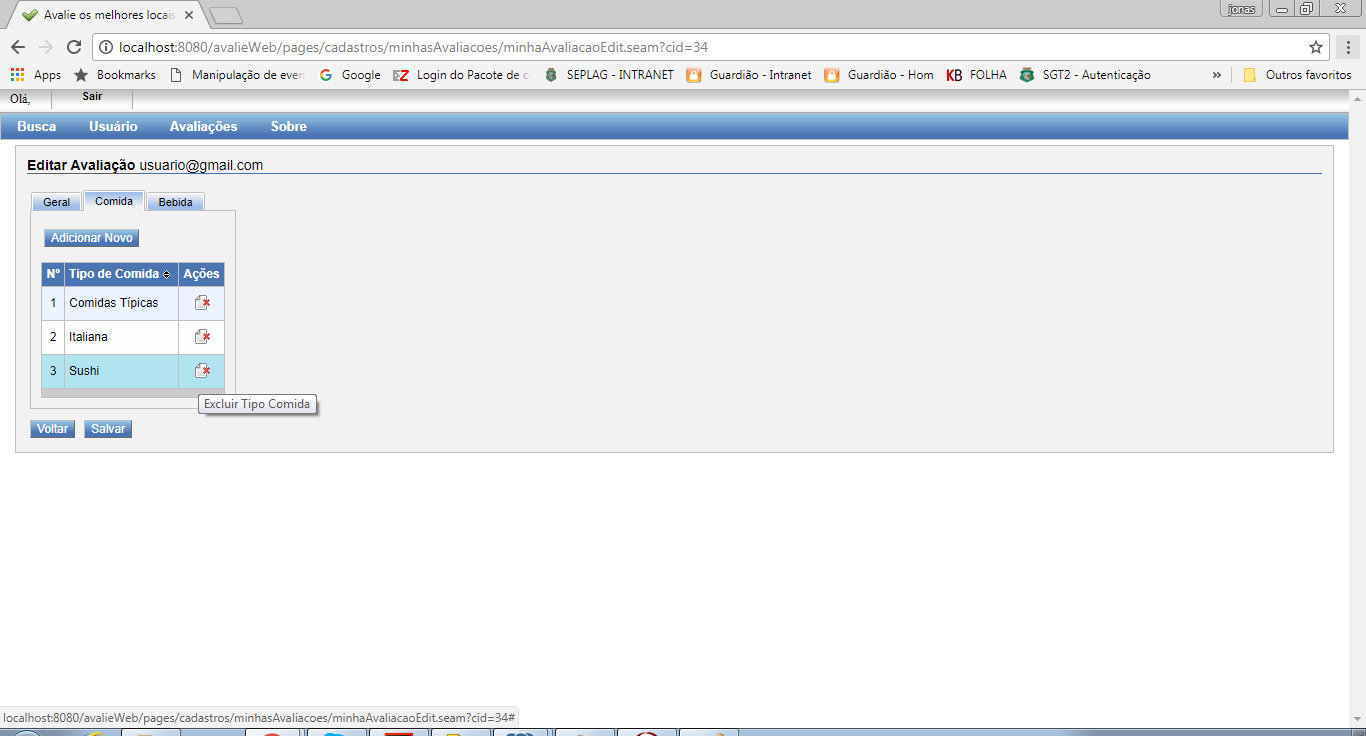 Avalie os melhores locais
jonas
localhost:8080/avalieWeb/pages/cadastros/minhasAvaliacoes/minhaAvaliacaoEdit.seam?cid=34
Apps Bookmarks Manipulação de even Google Login do Pacote de c SEPLAG - INTRANET Guardião - Intranet Guardião - Hom KB FOLHA SGT2 - Autenticação » Outros favoritos
Olá, Sair
Busca Usuário Avaliações Sobre
Editar Avaliação usuario@gmail.com
Geral Comida Bebida
Adicionar Novo
Nº Tipo de Comida Ações
1 Comidas Típicas
2 Italiana
3 Sushi
Excluir Tipo Comida
Voltar Salvar
localhost:8080/avalieWeb/pages/cadastros/minhasAvaliacoes/minhaAvaliacaoEdit.seam?cid=34#